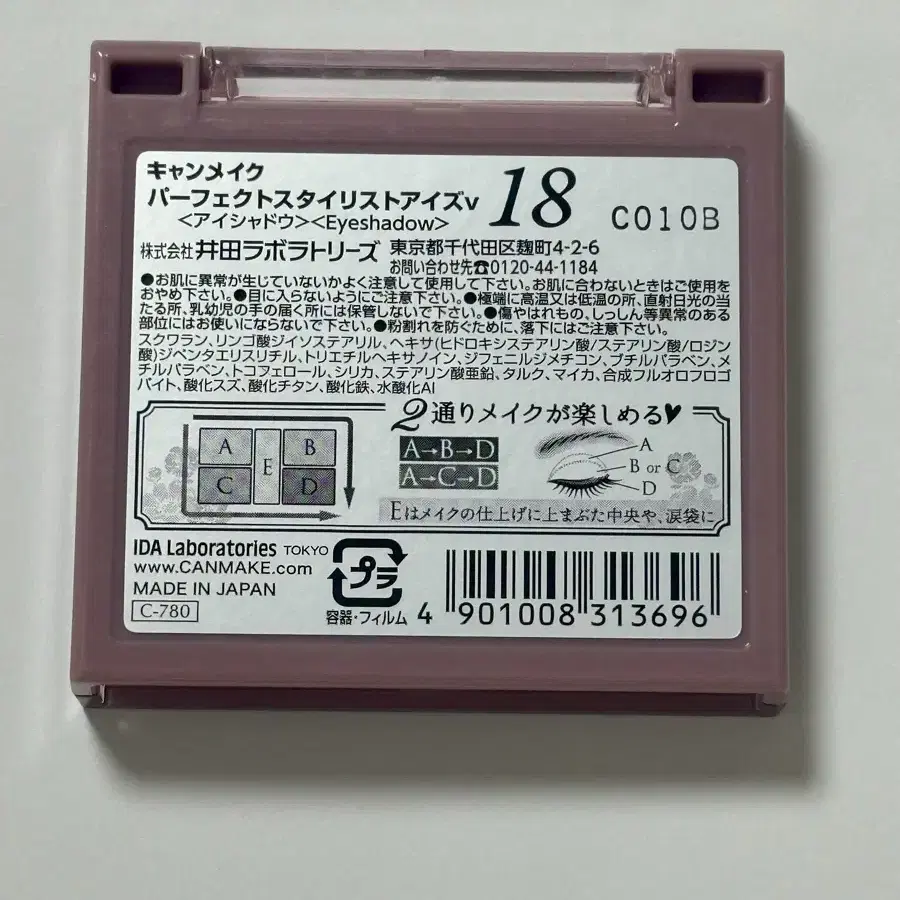 キャンメイク
パーフェクトスタイリストアイズv
<アイシャドウ><Eyeshadow>
18
C010B
株式会社 井田ラボラトリーズ 東京都千代田区麹町4-2-6
お問い合わせ先☎0120-44-1184
●お肌に異常が生じていないかよく注意して使用して下さい。お肌に合わないときはご使用を
おやめ下さい。●目に入らないようにご注意下さい。●極端に高温又は低温の所、直射日光の当
たる所、乳幼児の手の届く所には保管しないで下さい。●傷やはれもの、しっしん等異常のある
部位にはお使いにならないで下さい。●粉割れを防ぐために、落下にはご注意下さい。
スクワラン、リンゴ酸ジイソステアリル、ヘキサ(ヒドロキシステアリン酸/ステアリン酸/ロジン
酸)ジペンタエリスリチル、トリエチルヘキサノイン、ジフェニルジメチコン、ブチルパラベン、メ
チルパラベン、トコフェロール、シリカ、ステアリン酸亜鉛、タルク、マイカ、合成フルオロフロゴ
パイト、酸化スズ、酸化チタン、酸化鉄、水酸化Al
2通りメイクが楽しめる♥
A B
E
C D
A→B→D
A→C→D
A
B or C
D
Eはメイクの仕上げに上まぶた中央や、涙袋に
IDA Laboratories TOKYO
www.CANMAKE.com
MADE IN JAPAN
C-780
プラ
容器・フィルム
4 901008 313696